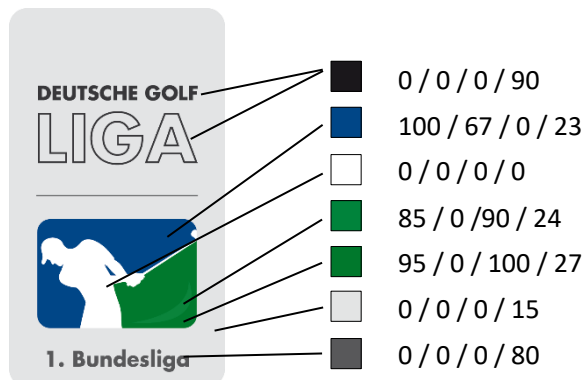 DEUTSCHE GOLF
LIGA
1. Bundesliga
0 / 0 / 0 / 90
100 / 67 / 0 / 23
0 / 0 / 0 / 0
85 / 0 /90 / 24
95 / 0 / 100 / 27
0 / 0 / 0 / 15
0 / 0 / 0 / 80